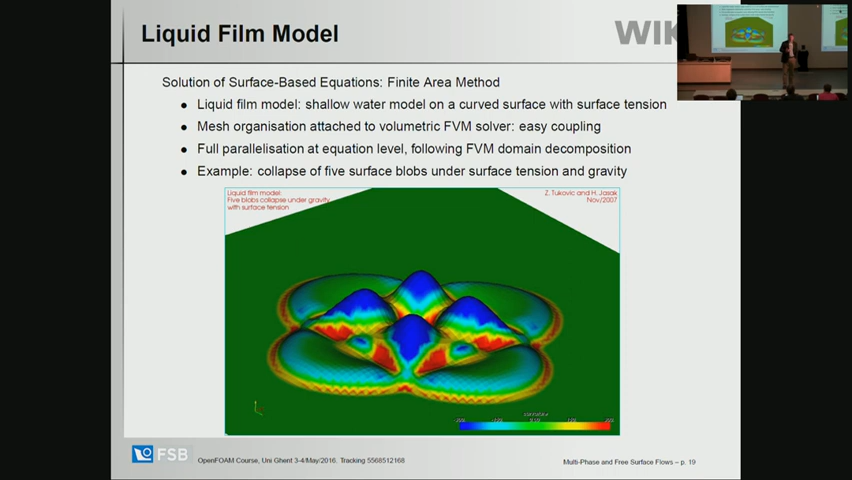 Liquid Film Model
WIK
Solution of Surface-Based Equations: Finite Area Method
● Liquid film model: shallow water model on a curved surface with surface tension
● Mesh organisation attached to volumetric FVM solver: easy coupling
● Full parallelisation at equation level, following FVM domain decomposition
● Example: collapse of five surface blobs under surface tension and gravity
Liquid film model:
Five blobs collapse under gravity
with surface tension
Z. Tukovic and H. Jasak
Nov/2007
FSB
OpenFOAM Course, Uni Ghent 3-4/May/2016. Tracking 5568512168
Multi-Phase and Free Surface Flows – p. 19